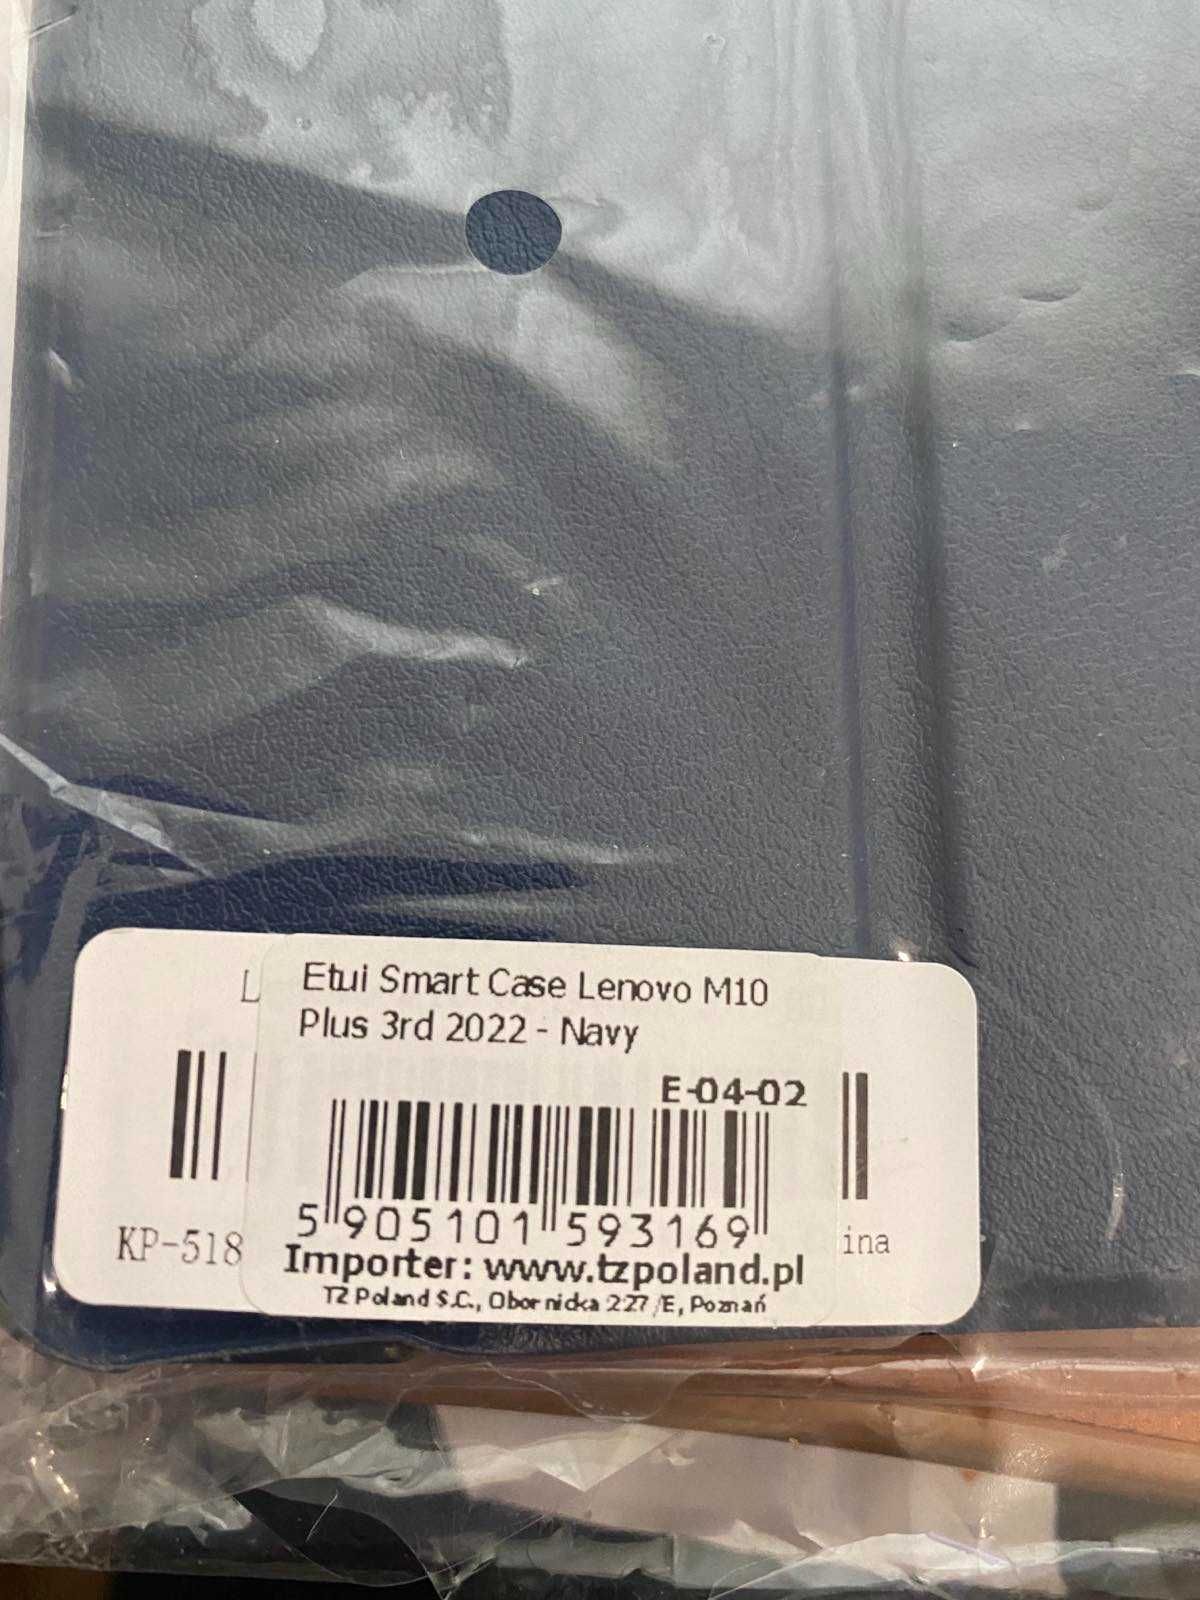 Etui Smart Case Lenovo M10
Plus 3rd 2022 - Navy
E-04-02
5 905101 593169
KP-518
ina
Importer: www.tzpoland.pl
TZ Poland S.C., Obornicka 227 /E, Poznań